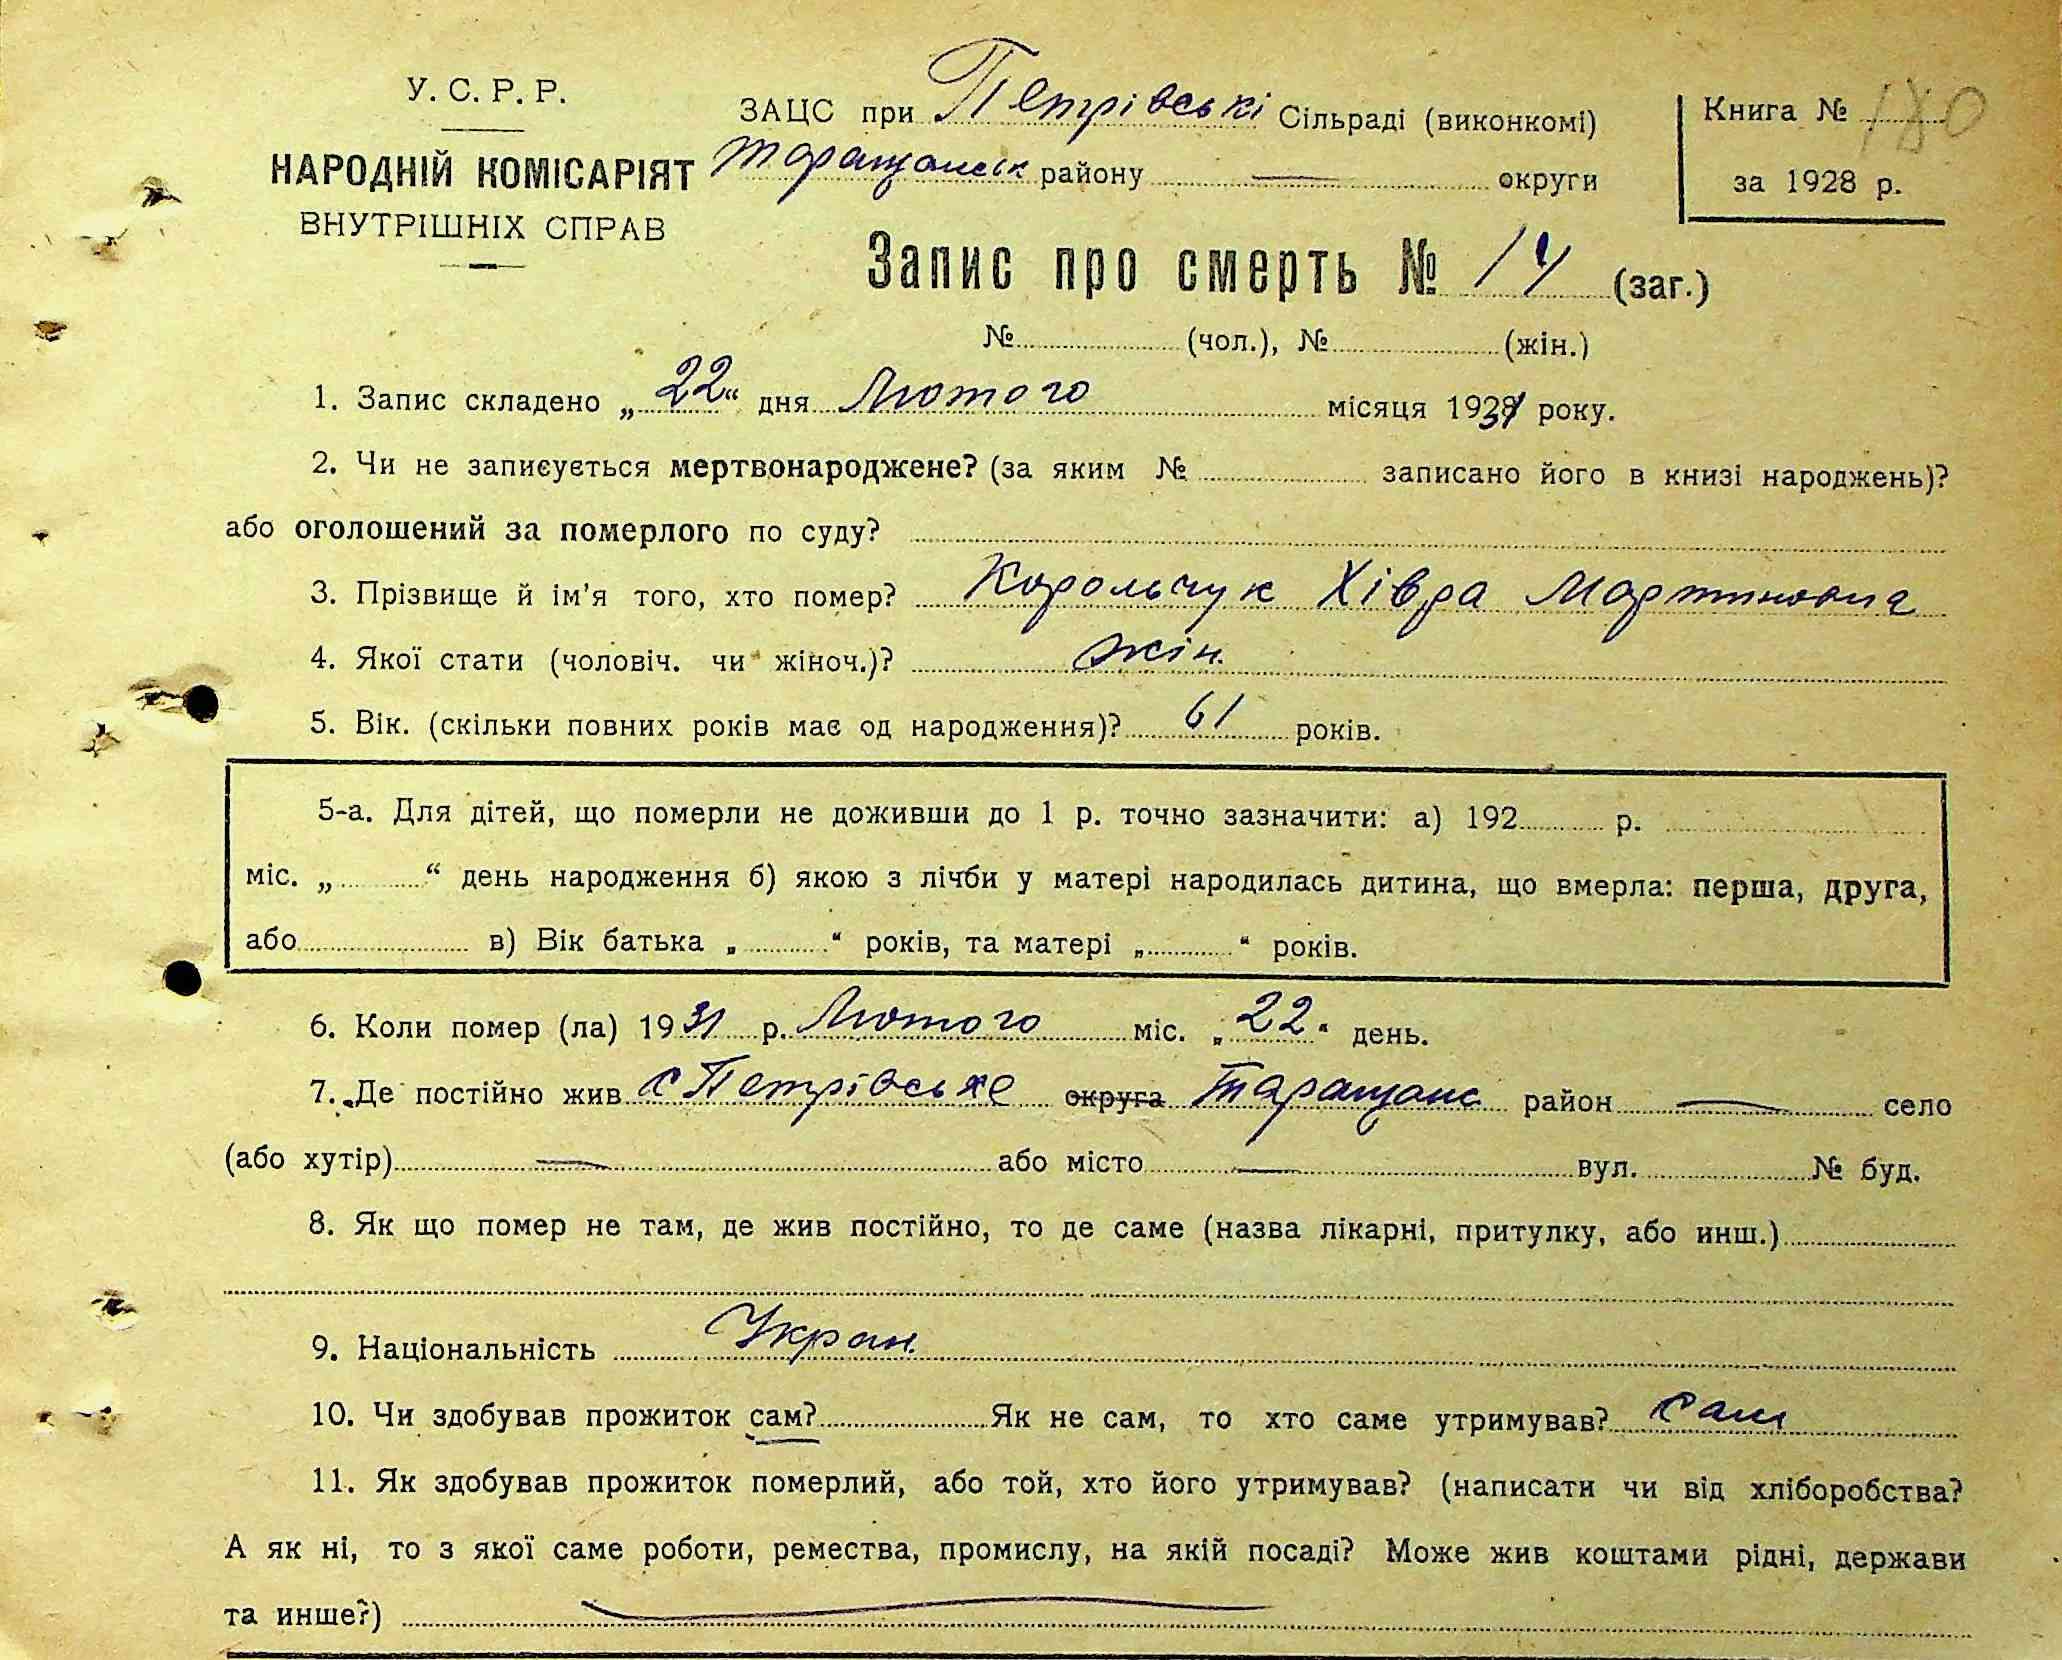 У. С. Р. Р.
НАРОДНІЙ КОМІСАРІЯТ
ВНУТРІШНІХ СПРАВ
ЗАЦС при Петрівські Сільраді (виконкомі)
Таращанськ району — округи
Книга № 180
за 1928 р.
Запис про смерть № 14 (заг.)
№ (чол.), № (жін.)
1. Запис складено „22“ дня Лютого місяця 1931 року.
2. Чи не записується мертвонароджене? (за яким № записано його в книзі народжень)?
або оголошений за померлого по суду?
3. Прізвище й ім’я того, хто помер? Корольчук Хівра Мартиновна
4. Якої стати (чоловіч. чи жіноч.)? жін.
5. Вік. (скільки повних років має од народження)? 61 років.
5-а. Для дітей, що померли не доживши до 1 р. точно зазначити: а) 192 р.
міс. „ “ день народження б) якою з лічби у матері народилась дитина, що вмерла: перша, друга,
або в) Вік батька „ “ років, та матері „ “ років.
6. Коли помер (ла) 1931 р. Лютого міс. „22“ день.
7. Де постійно жив с Петрівське округа Таращанс район — село
(або хутір) — або місто — вул. № буд.
8. Як що помер не там, де жив постійно, то де саме (назва лікарні, притулку, або инш.)
9. Національність Укран.
10. Чи здобував прожиток сам? Як не сам, то хто саме утримував? Сам
11. Як здобував прожиток померлий, або той, хто його утримував? (написати чи від хліборобства?
А як ні, то з якої саме роботи, ремества, промислу, на якій посаді? Може жив коштами рідні, держави
та инше?)